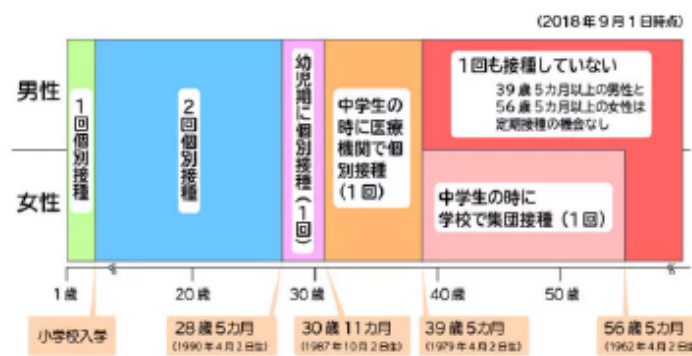 (2018年9月1日時点)
男性
女性
1回個別接種
2回個別接種
幼児期に個別接種(1回)
中学生の
時に医療
機関で個
別接種
(1回)
1回も接種していない
39歳5カ月以上の男性と
56歳5カ月以上の女性は
定期接種の機会なし
中学生の時に
学校で集団接種(1回)
1歳
20歳
30歳
40歳
50歳
小学校入学
28歳5カ月
(1990年4月2日生)
30歳11カ月
(1987年10月2日生)
39歳5カ月
(1979年4月2日生)
56歳5カ月
(1962年4月2日生